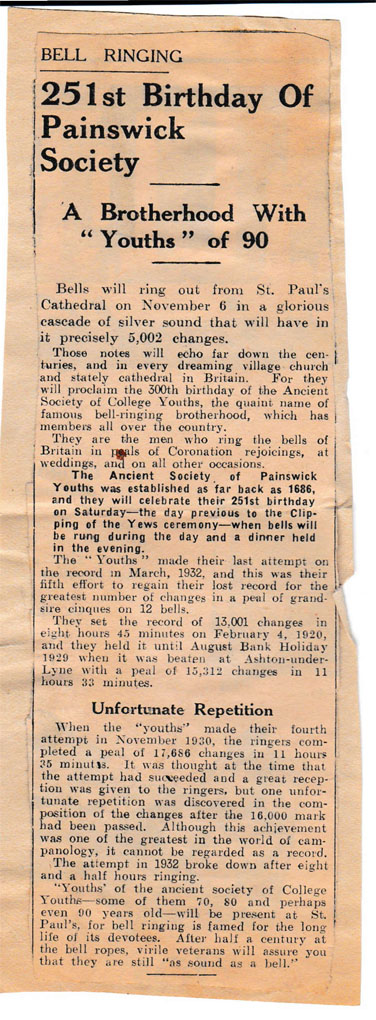 BELL RINGING
251st Birthday Of
Painswick
Society
A Brotherhood With
"Youths" of 90
Bells will ring out from St. Paul's
Cathedral on November 6 in a glorious
cascade of silver sound that will have in
it precisely 5,002 changes.
Those notes will echo far down the cen-
turies, and in every dreaming village church
and stately cathedral in Britain. For they
will proclaim the 300th birthday of the Ancient
Society of College Youths, the quaint name of
famous bell-ringing brotherhood, which has
members all over the country.
They are the men who ring the bells of
Britain in peals of Coronation rejoicings, at
weddings, and on all other occasions.
The Ancient Society of Painswick
Youths was established as far back as 1686,
and they will celebrate their 251st birthday
on Saturday—the day previous to the Clip-
ping of the Yews ceremony—when bells will
be rung during the day and a dinner held
in the evening.
The "Youths" made their last attempt on
the record in March, 1932, and this was their
fifth effort to regain their lost record for the
greatest number of changes in a peal of grand-
sire cinques on 12 bells.
They set the record of 13,001 changes in
eight hours 45 minutes on February 4, 1920,
and they held it until August Bank Holiday
1929 when it was beaten at Ashton-under-
Lyne with a peal of 15,312 changes in 11
hours 33 minutes.
Unfortunate Repetition
When the "youths" made their fourth
attempt in November 1930, the ringers com-
pleted a peal of 17,686 changes in 11 hours
35 minutes. It was thought at the time that
the attempt had succeeded and a great recep-
tion was given to the ringers, but one unfor-
tunate repetition was discovered in the com-
position of the changes after the 16,000 mark
had been passed. Although this achievement
was one of the greatest in the world of cam-
panology, it cannot be regarded as a record.
The attempt in 1932 broke down after eight
and a half hours ringing.
"Youths' of the ancient society of College
Youths—some of them 70, 80 and perhaps
even 90 years old—will be present at St.
Paul's, for bell ringing is famed for the long
life of its devotees. After half a century at
the bell ropes, virile veterans will assure you
that they are still "as sound as a bell."